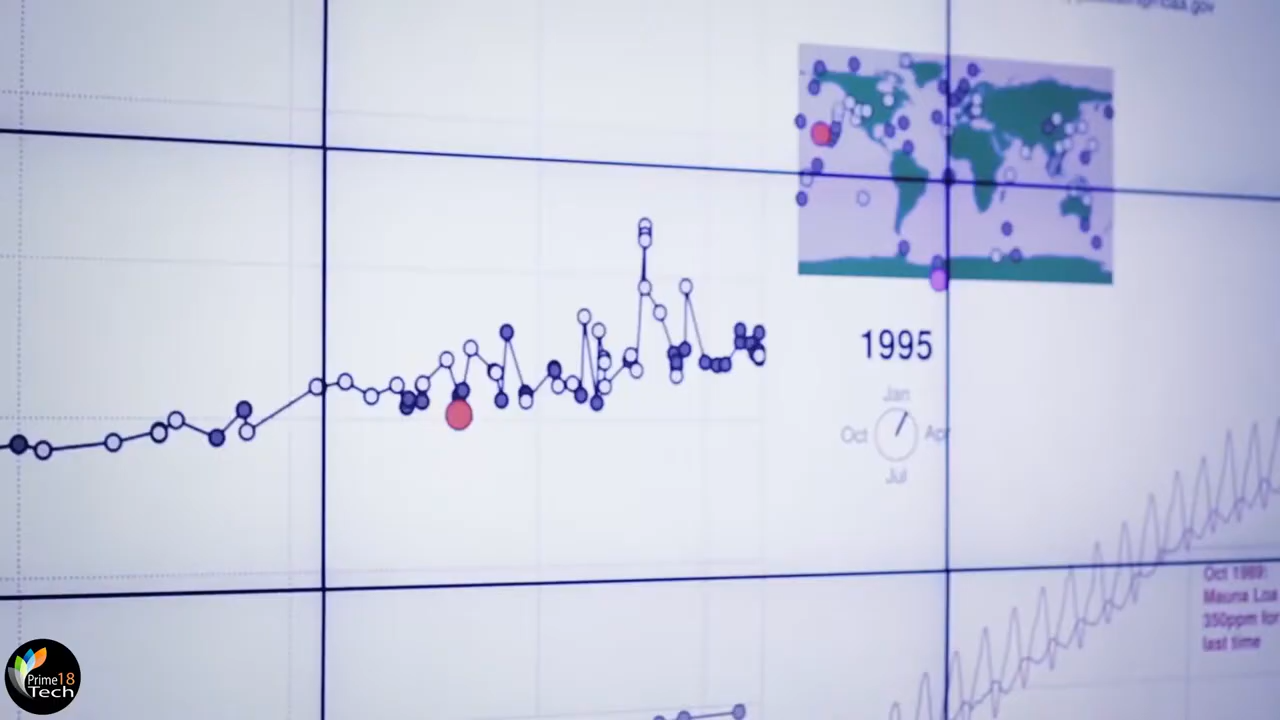 1995
Jan
Oct
Apr
Jul
Oct 1989:
Mauna Loa
350ppm for
last time
Prime18
Tech